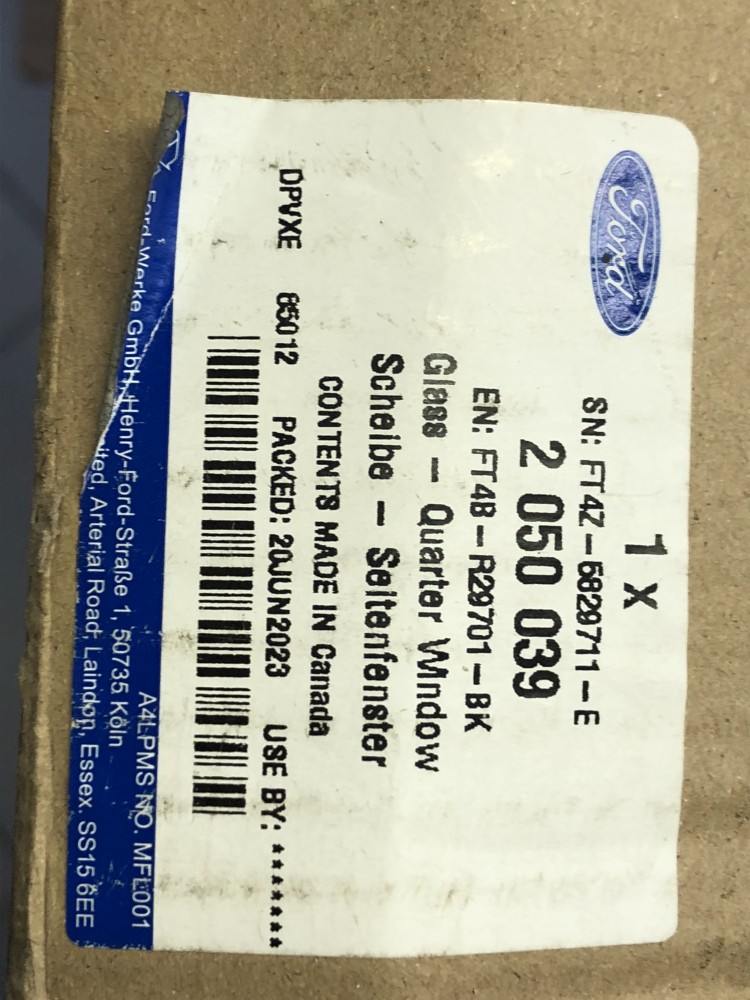 Ford
1 x
SN: FT4Z-5829711-E
2 050 039
EN: FT4B-R29701-BK
Glass - Quarter Window
Scheibe - Seitenfenster
CONTENTS MADE IN Canada
DPVXE 85012 PACKED: 20JUN2023 USE BY: *******
A4LPMS NO. MFL001
Ford-Werke GmbH, Henry-Ford-Straße 1, 50735 Köln
Arterial Road, Laindon, Essex. SS15 6EE